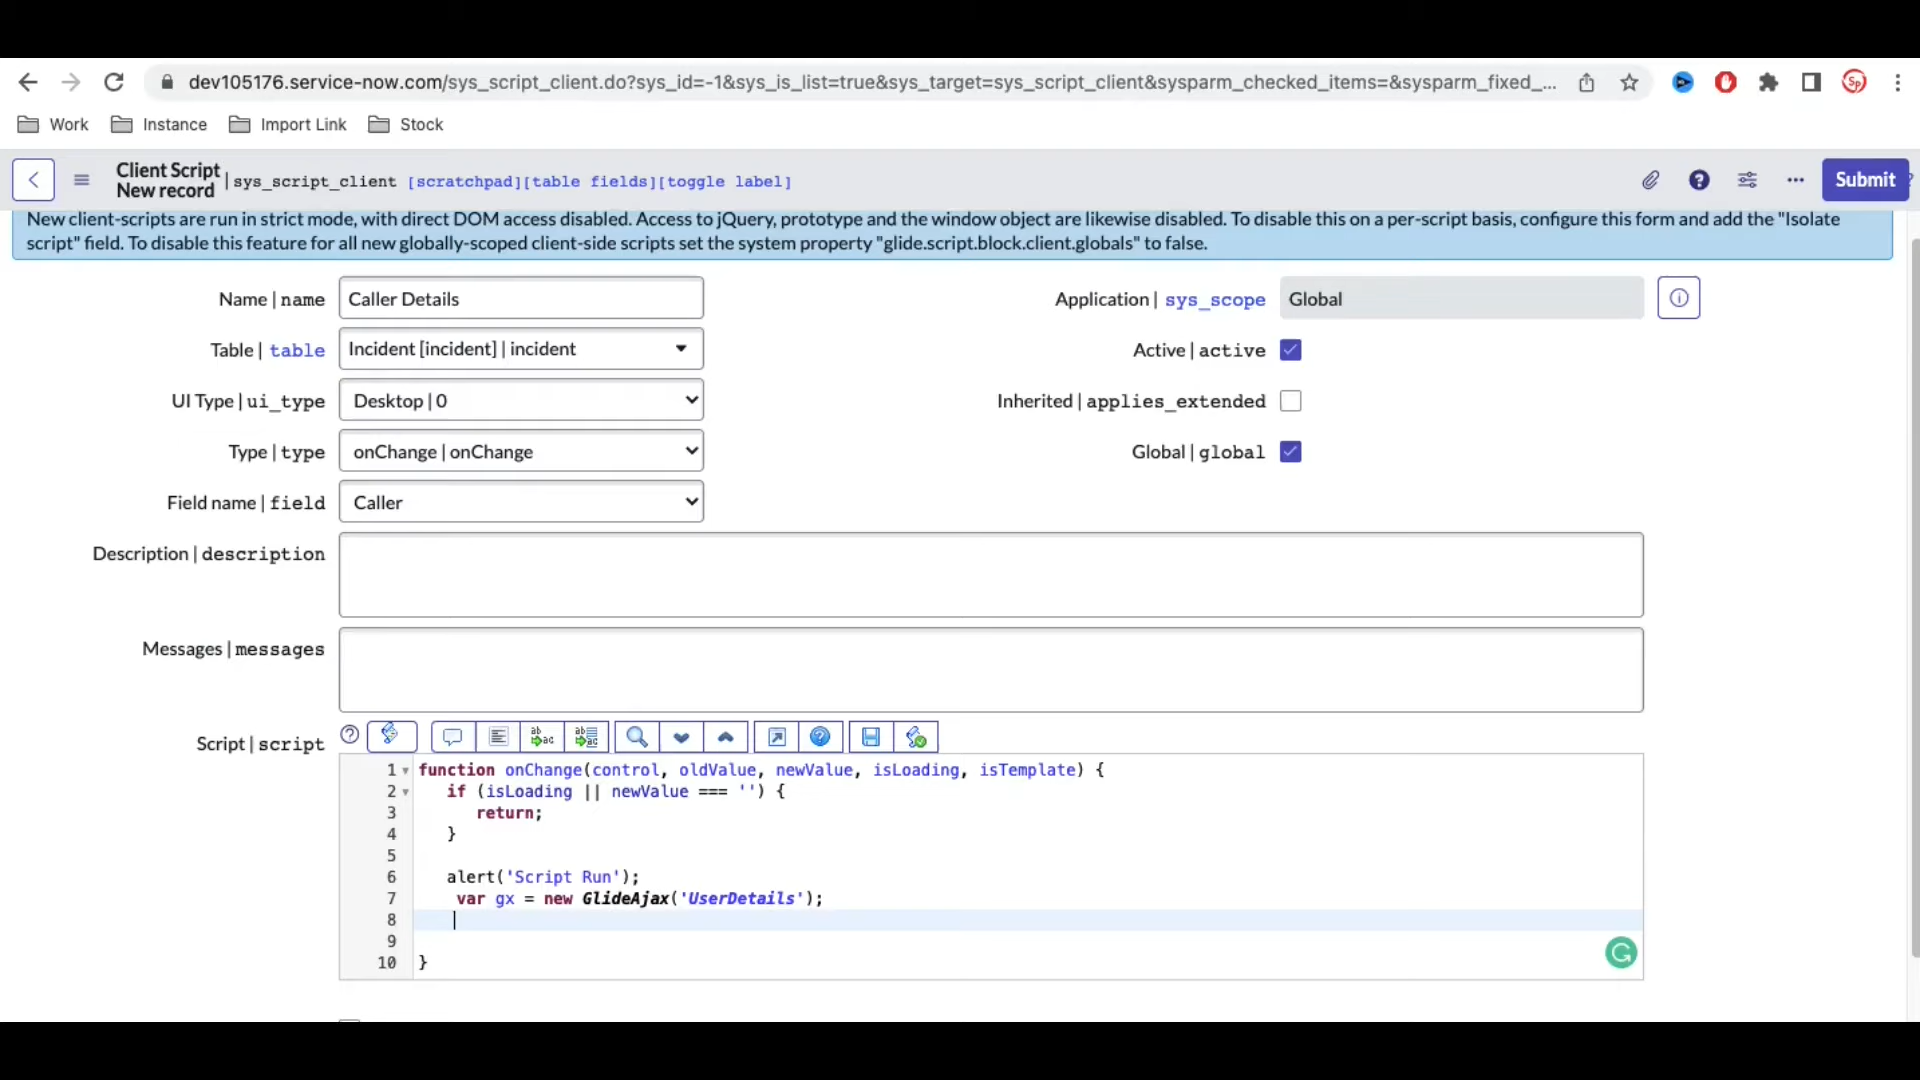 dev105176.service-now.com/sys_script_client.do?sys_id=-1&sys_is_list=true&sys_target=sys_script_client&sysparm_checked_items=&sysparm_fixed_...
Sp
Work Instance Import Link Stock
Client Script
New record | sys_script_client [scratchpad][table fields][toggle label]
Submit
New client-scripts are run in strict mode, with direct DOM access disabled. Access to jQuery, prototype and the window object are likewise disabled. To disable this on a per-script basis, configure this form and add the "Isolate
script" field. To disable this feature for all new globally-scoped client-side scripts set the system property "glide.script.block.client.globals" to false.
Name | name Caller Details Application | sys_scope Global
Table | table Incident [incident] | incident Active | active
UI Type | ui_type Desktop | 0 Inherited | applies_extended
Type | type onChange | onChange Global | global
Field name | field Caller
Description | description
Messages | messages
Script | script
1 function onChange(control, oldValue, newValue, isLoading, isTemplate) {
2 if (isLoading || newValue === '') {
3 return;
4 }
5
6 alert('Script Run');
7 var gx = new GlideAjax('UserDetails');
8
9
10 }